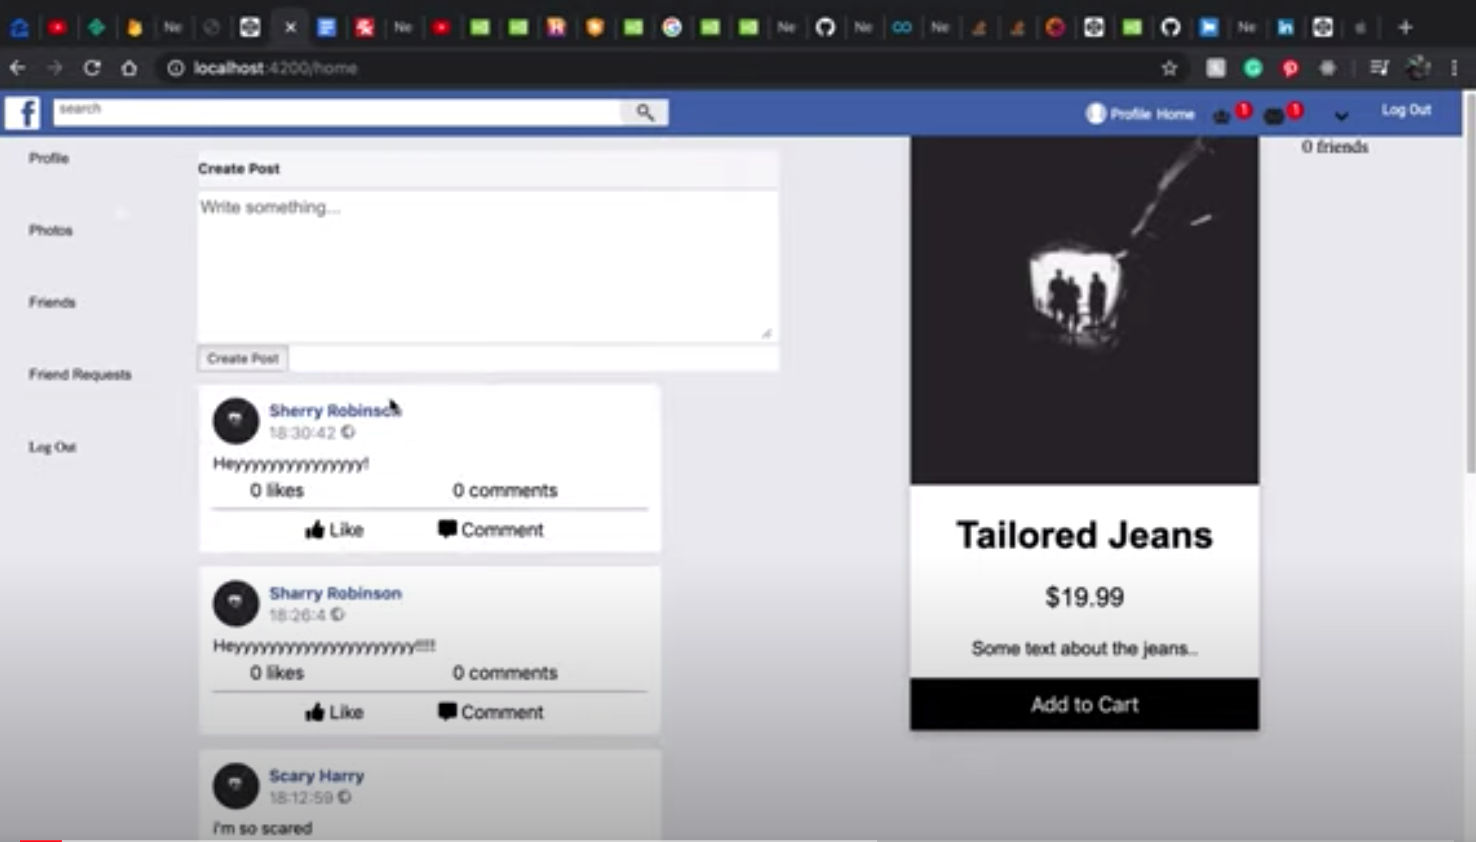 Ne
Ne
Ne
Ne
Ne
Ne
localhost:4200/home
f
search
Profile Home
1
1
Log Out
Profile
Photos
Friends
Friend Requests
Log Out
Create Post
Write something...
Create Post
Sherry Robinson
18:30:42
Heyyyyyyyyyyyyyyy!
0 likes
0 comments
Like
Comment
Sharry Robinson
18:26:4
0 likes
0 comments
Like
Comment
Scary Harry
18:12:59
i'm so scared
0 friends
Tailored Jeans
$19.99
Some text about the jeans..
Add to Cart